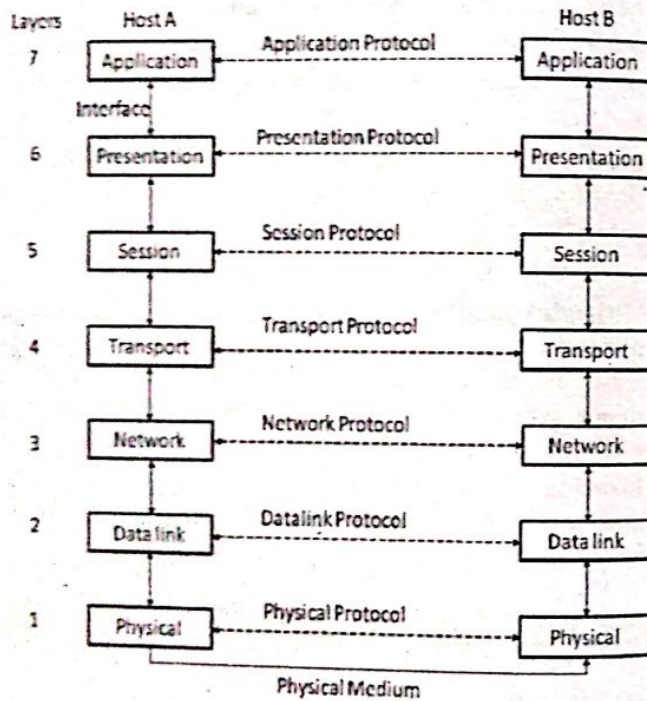 Layers Host A Host B
7 Application Application Protocol Application
Interface
6 Presentation Presentation Protocol Presentation
5 Session Session Protocol Session
4 Transport Transport Protocol Transport
3 Network Network Protocol Network
2 Data link Datalink Protocol Data link
1 Physical Physical Protocol Physical
Physical Medium